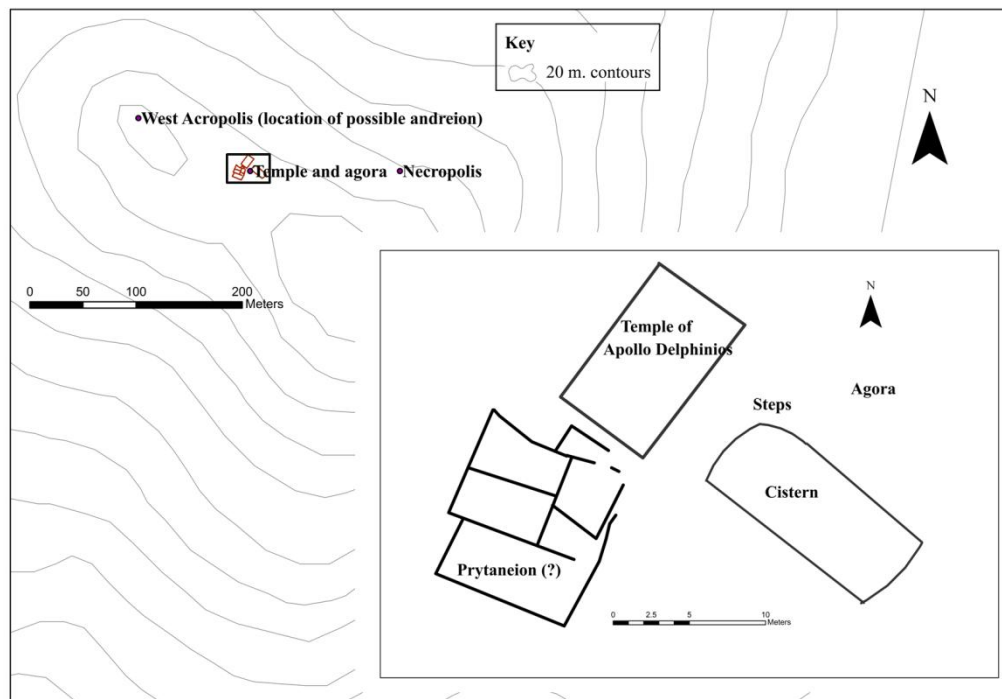 Key
20 m. contours
N
West Acropolis (location of possible andreion)
Temple and agora
Necropolis
0 50 100 200
Meters
N
Temple of
Apollo Delphinios
Agora
Steps
Cistern
Prytaneion (?)
0 2.5 5 10
Meters